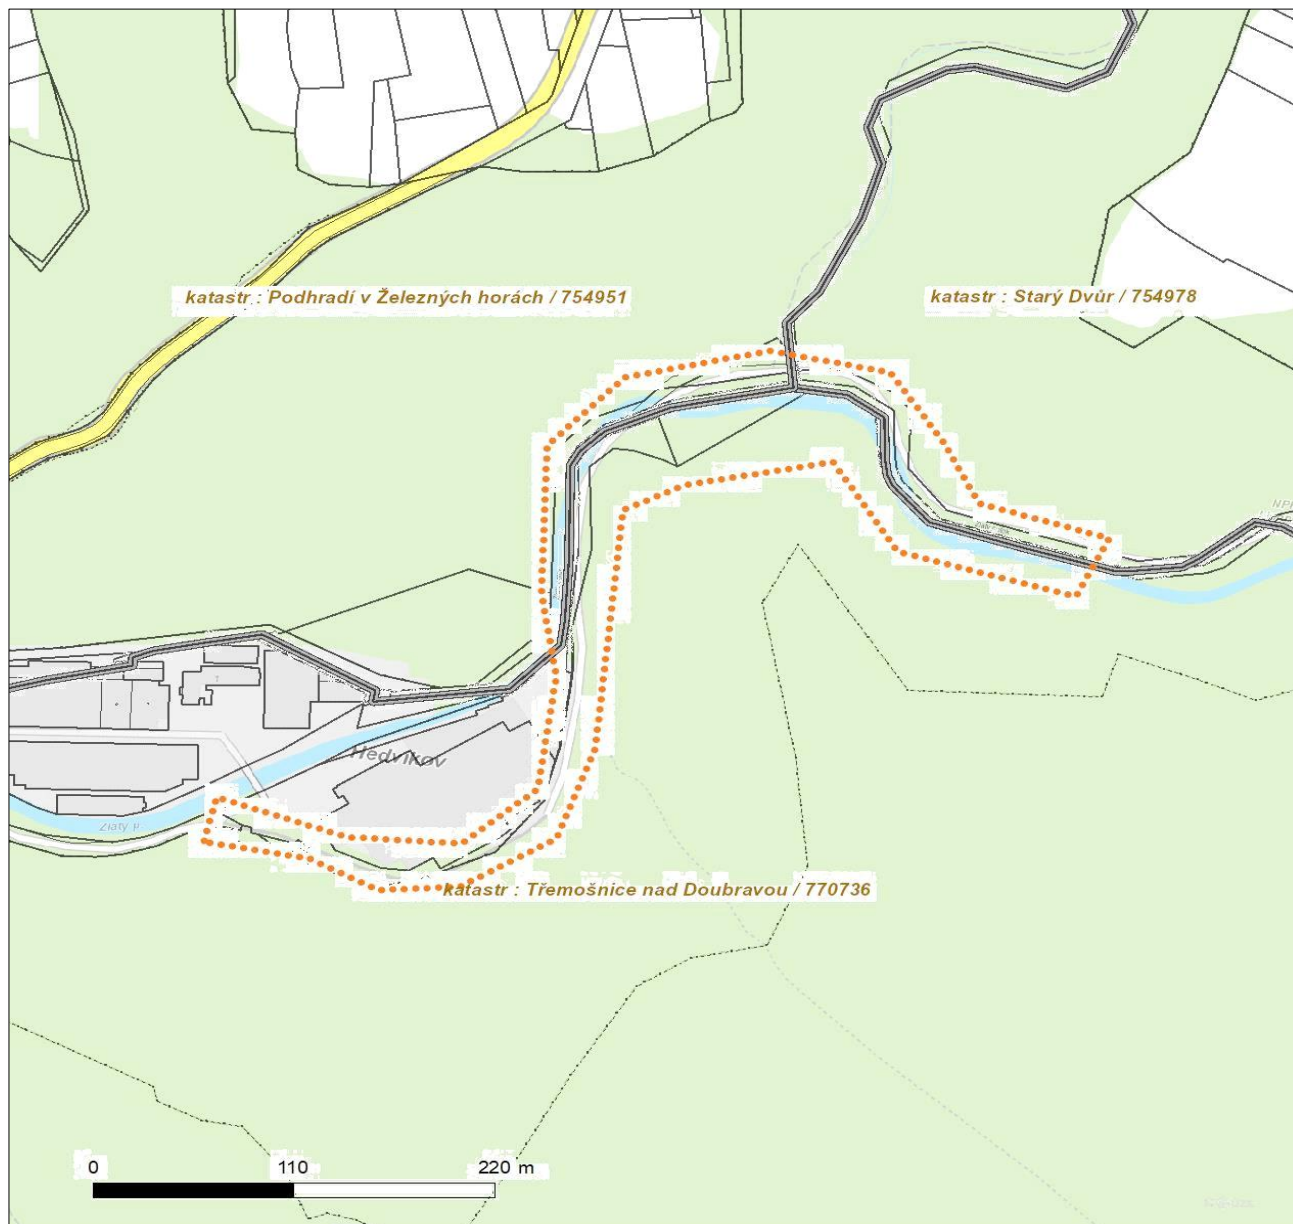 katastr : Podhradí v Železných horách / 754951
katastr : Starý Dvůr / 754978
Hedvikov
Zlatý p.
katastr : Třemošnice nad Doubravou / 770736
0 110 220 m